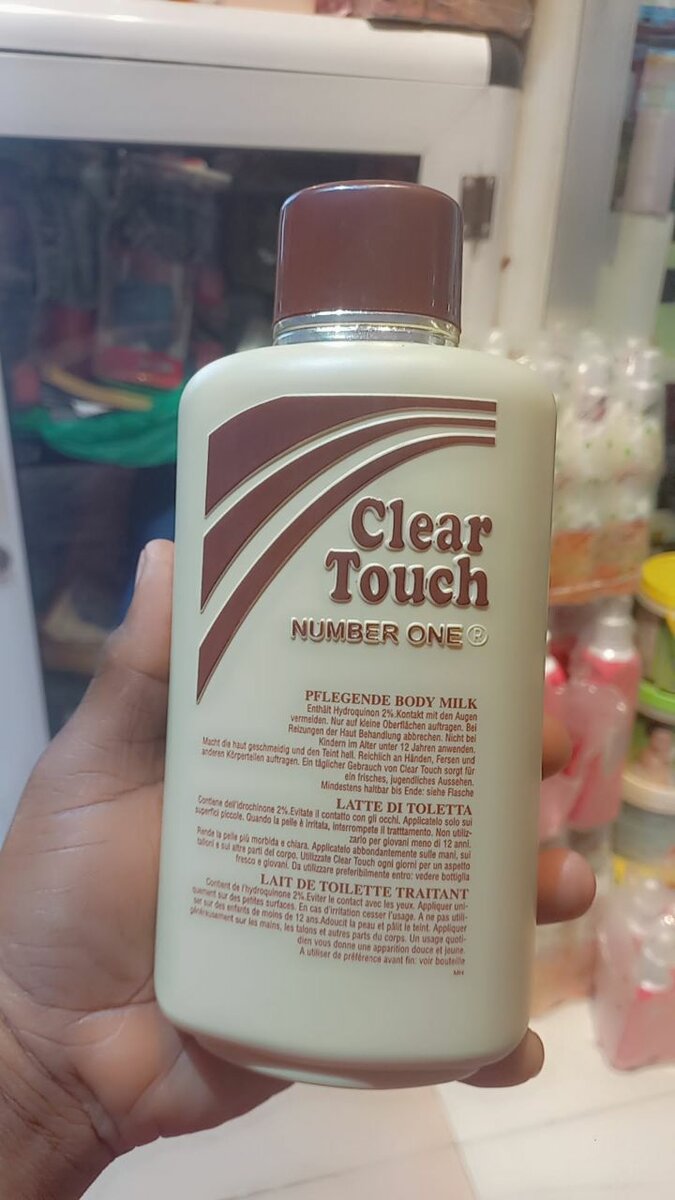 Clear
Touch
NUMBER ONE®
PFLEGENDE BODY MILK
Enthält Hydroquinon 2%.Kontakt mit den Augen
vermeiden. Nur auf kleine Oberflächen auftragen. Bei
Reizungen der Haut Behandlung abbrechen. Nicht bei
Kindern im Alter unter 12 Jahren anwenden.
Macht die haut geschmeidig und den Teint hell. Reichlich an Händen, Fersen und
anderen Körperteilen auftragen. Ein täglicher Gebrauch von Clear Touch sorgt für
ein frisches, jugendliches Aussehen.
Mindestens haltbar bis Ende: siehe Flasche
LATTE DI TOLETTA
Contiene dell'idrochinone 2%.Evitate il contatto con gli occhi. Applicatelo solo su
superfici piccole. Quando la pelle è irritata, interrompete il tratttamento. Non utiliz-
zarlo per giovani meno di 12 anni.
Rende la pelle più morbida e chiara. Applicatelo abbondantemente sulle mani, sui
talloni e sui altre parti del corpo. Utilizzate Clear Touch ogni giorni per un aspetto
fresco e giovani. Da utilizzare preferibilmente entro: vedere bottiglia
LAIT DE TOILETTE TRAITANT
Contient de l'hydroquinone 2%.Eviter le contact avec les yeux. Appliquer uni-
quement sur des petites surfaces. En cas d'irritation cesser l'usage. A ne pas utili-
ser sur des enfants de moins de 12 ans.Adoucit la peau et pâlit le teint. Appliquer
généreusement sur les mains, les talons et autres parts du corps. Un usage quoti-
dien vous donne une apparition douce et jeune.
A utiliser de préférence avant fin: voir bouteille
MH